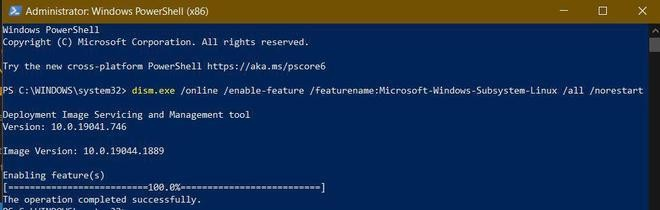 Administrator: Windows PowerShell (x86)
Windows PowerShell
Copyright (C) Microsoft Corporation. All rights reserved.
Try the new cross-platform PowerShell https://aka.ms/pscore6
PS C:\WINDOWS\system32> dism.exe /online /enable-feature /featurename:Microsoft-Windows-Subsystem-Linux /all /norestart
Deployment Image Servicing and Management tool
Version: 10.0.19041.746
Image Version: 10.0.19044.1889
Enabling feature(s)
[==========================100.0%==========================]
The operation completed successfully.
PS C:\WINDOWS\system32>